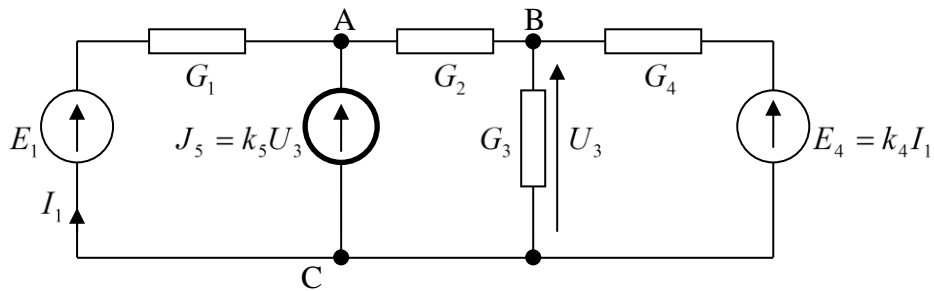 A B
G₁ G₂ G₄
E₁ J₅ = k₅U₃ G₃ U₃ E₄ = k₄I₁
I₁
C